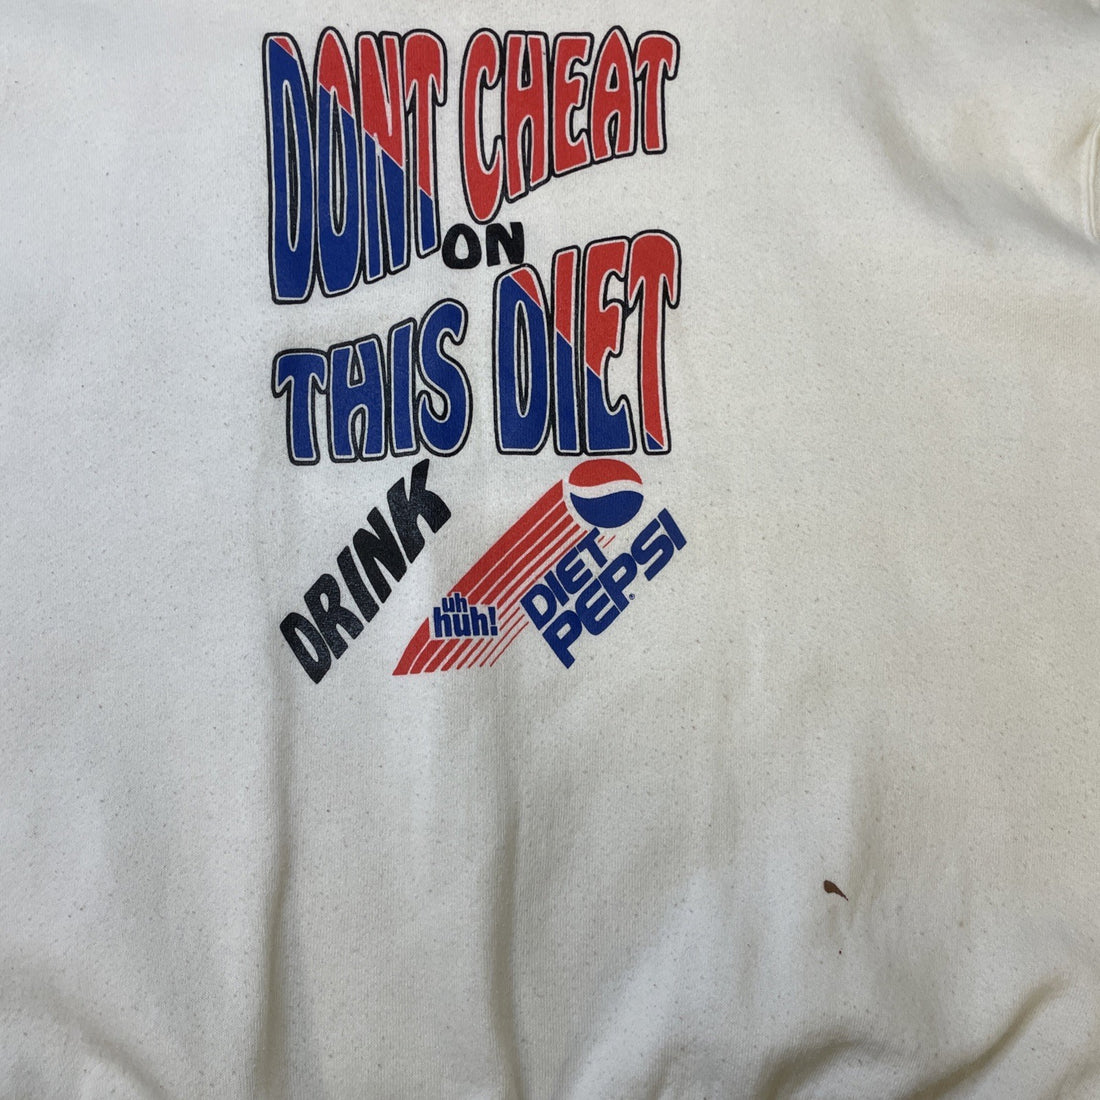 DONT CHEAT
ON
THIS DIET
DRINK
uh
huh!
DIET
PEPSI®